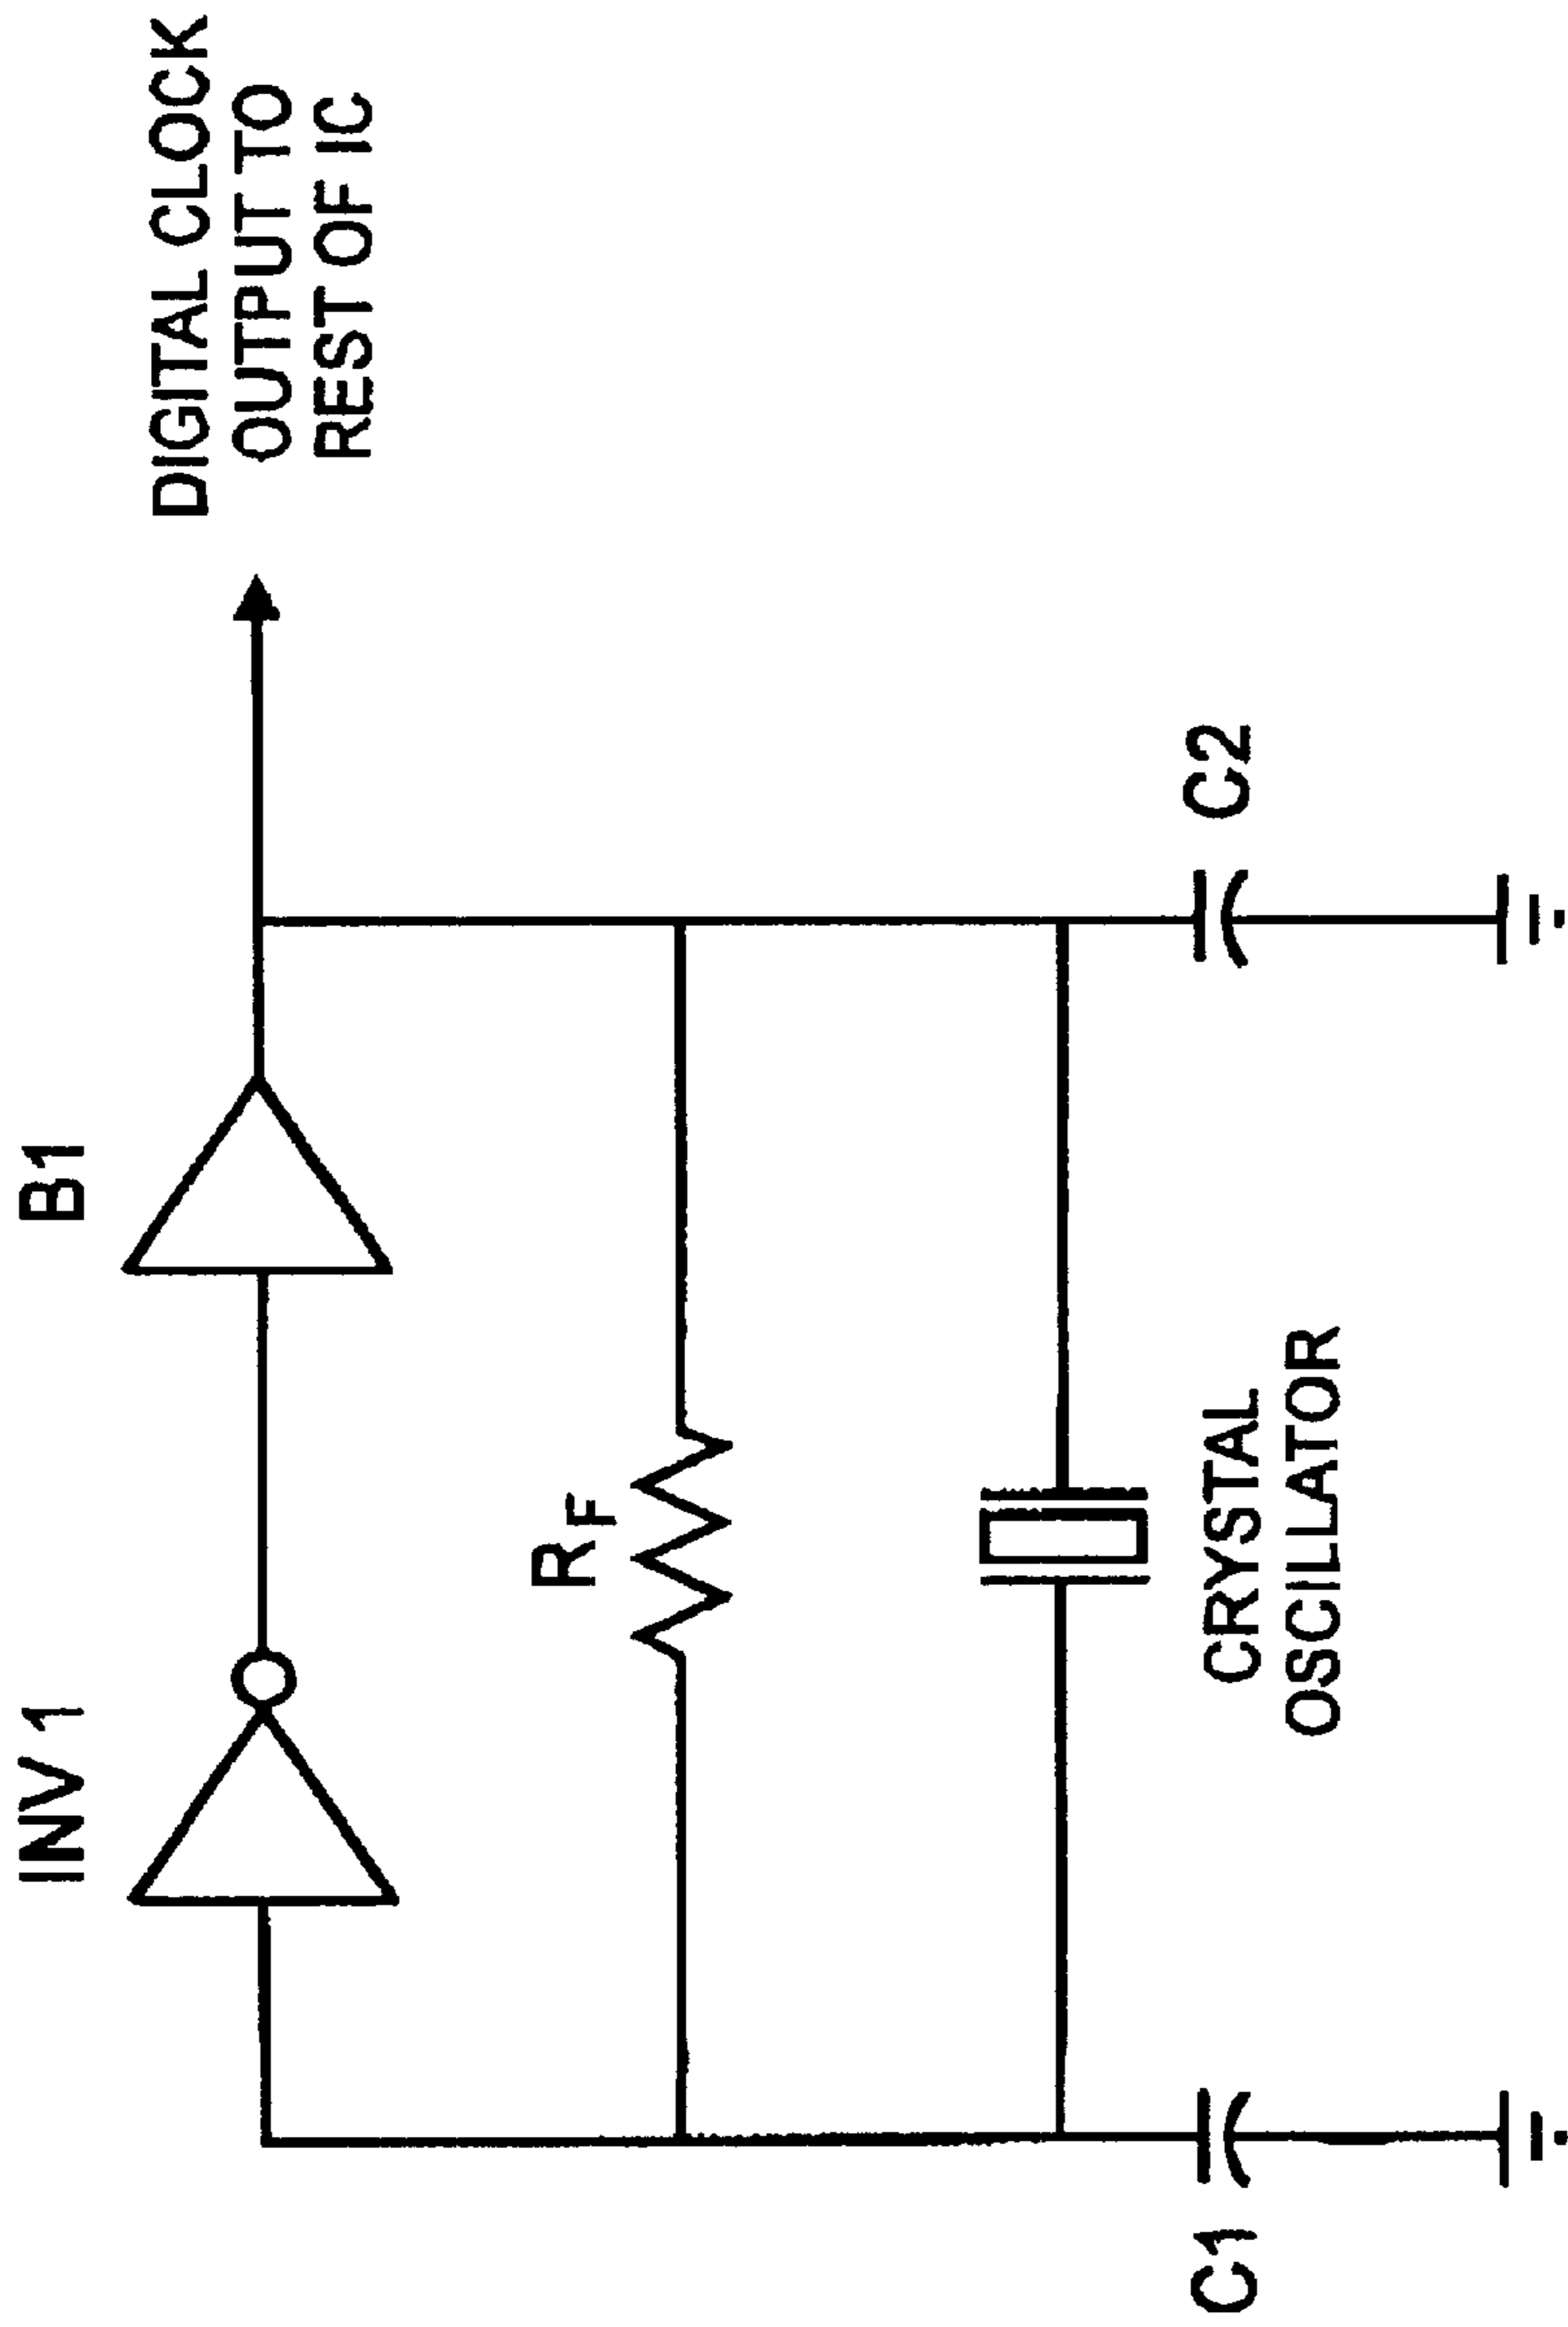 INV 1
B1
DIGITAL CLOCK
OUTPUT TO
REST OF IC
RF
CRYSTAL
OSCILLATOR
C1
C2